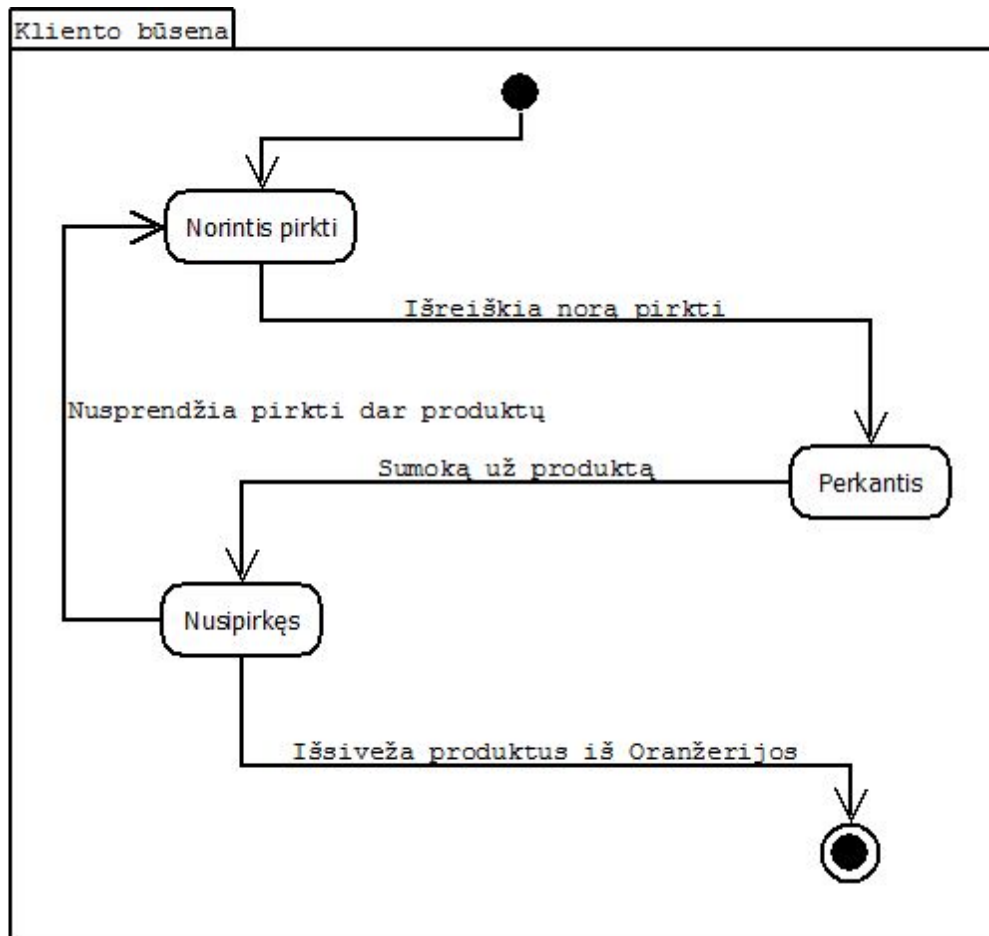 Kliento būsena
Norintis pirkti
Išreiškia norą pirkti
Nusprendžia pirkti dar produktų
Sumoką už produktą
Perkantis
Nusipirkęs
Išsiveža produktus iš Oranžerijos